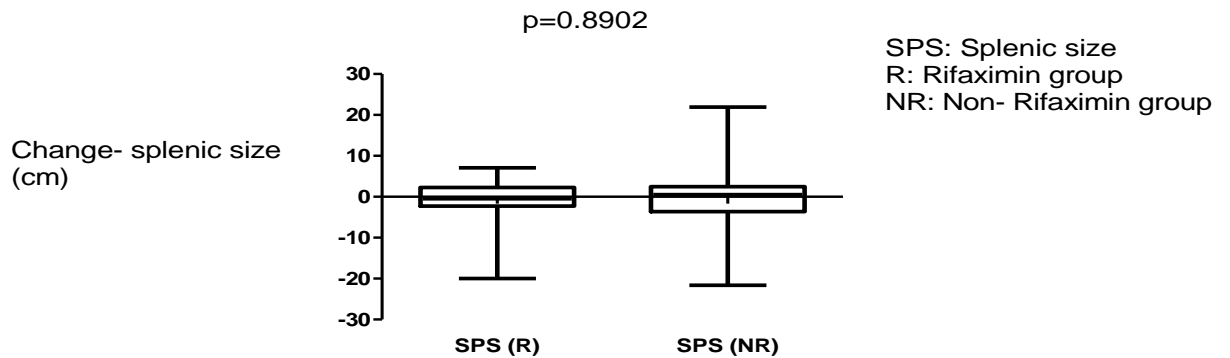 p=0.8902
SPS: Splenic size
R: Rifaximin group
NR: Non- Rifaximin group
Change- splenic size
(cm)
30
20
10
0
-10
-20
-30
SPS (R)
SPS (NR)